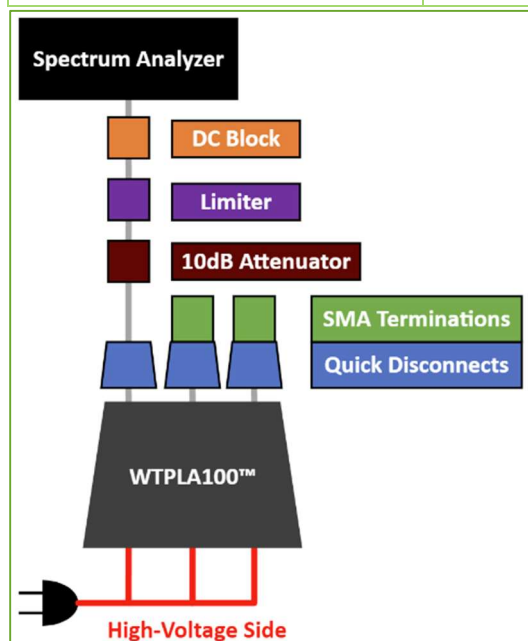 Spectrum Analyzer
DC Block
Limiter
10dB Attenuator
SMA Terminations
Quick Disconnects
WTPLA100™
High-Voltage Side